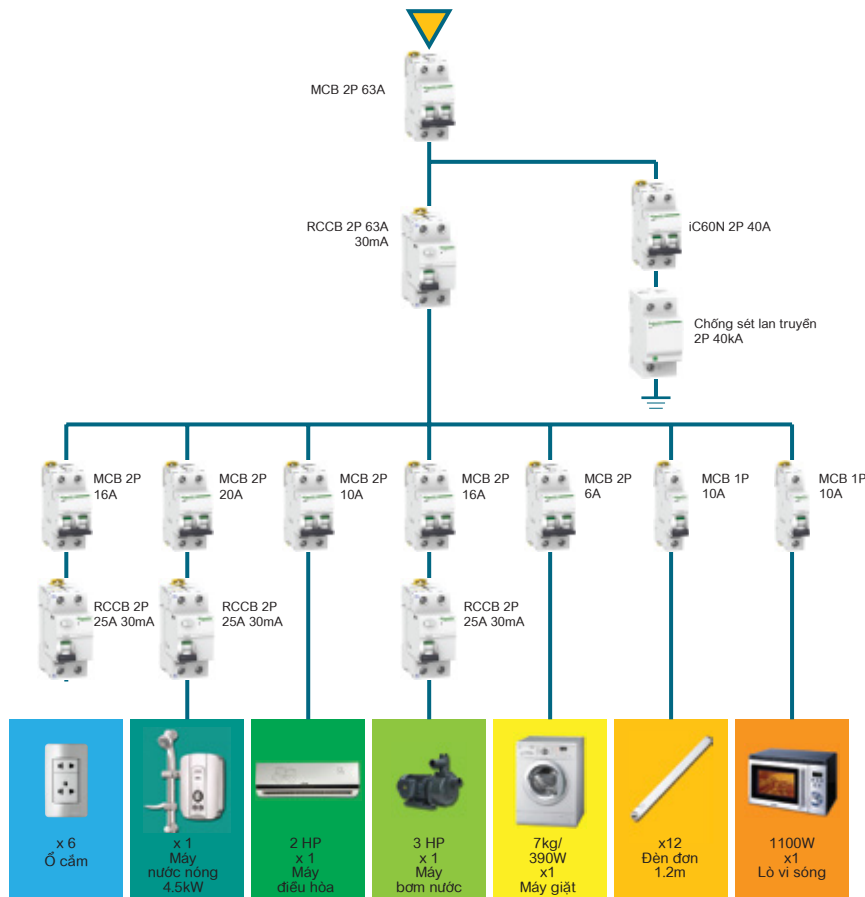 MCB 2P 63A
RCCB 2P 63A
30mA
iC60N 2P 40A
Chống sét lan truyền
2P 40kA
MCB 2P
16A
MCB 2P
20A
MCB 2P
10A
MCB 2P
16A
MCB 2P
6A
MCB 1P
10A
MCB 1P
10A
RCCB 2P
25A 30mA
RCCB 2P
25A 30mA
RCCB 2P
25A 30mA
x 6
Ổ cắm
x 1
Máy
nước nóng
4.5kW
2 HP
x 1
Máy
điều hòa
3 HP
x 1
Máy
bơm nước
7kg/
390W
x1
Máy giặt
x12
Đèn đơn
1.2m
1100W
x1
Lò vi sóng